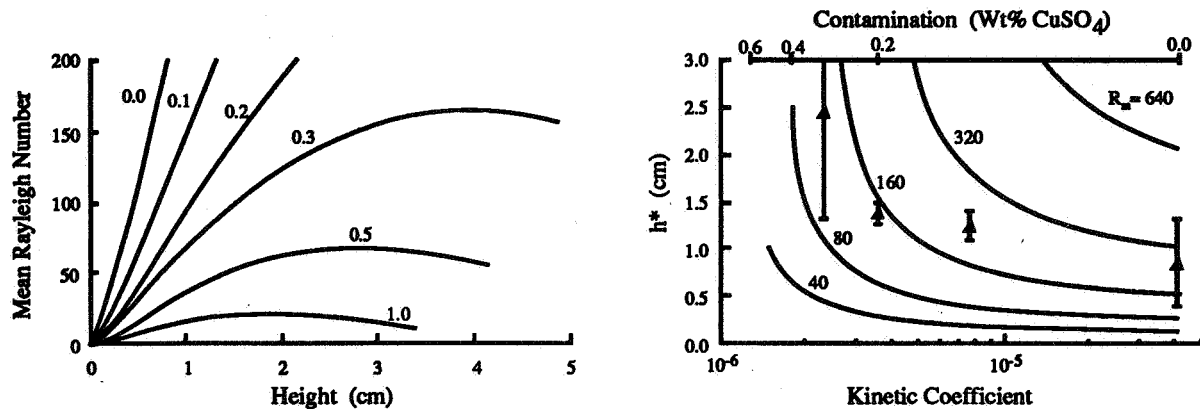 Mean Rayleigh Number
200
150
100
50
0
0.0
0.1
0.2
0.3
0.5
1.0
0 1 2 3 4 5
Height (cm)
Contamination (Wt% CuSO4)
0.6 0.4 0.2 0.0
h* (cm)
3.0
2.5
2.0
1.5
1.0
0.5
0.0
Rm= 640
320
160
80
40
10-6 10-5
Kinetic Coefficient